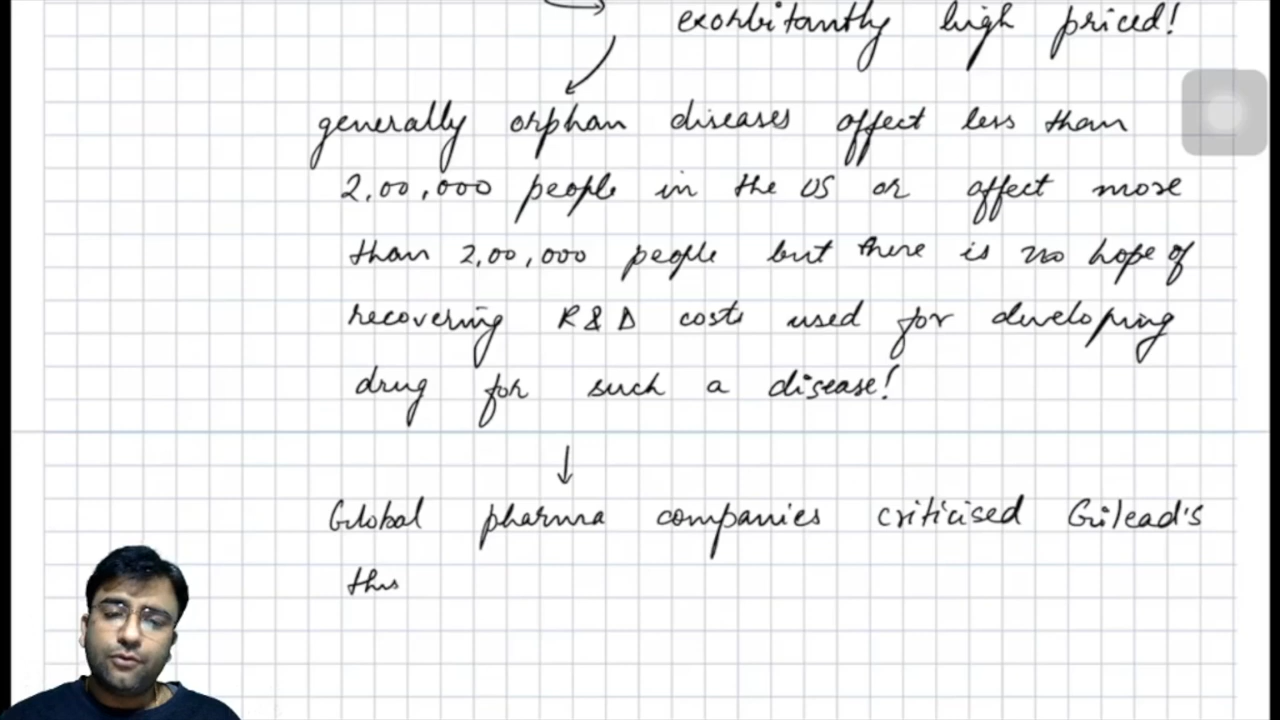 exorbitantly high priced!
generally orphan diseases affect less than
2,00,000 people in the US or affect more
than 2,00,000 people but there is no hope of
recovering R&D costs used for developing
drug for such a disease!
Global pharma companies criticised Gilead's
this